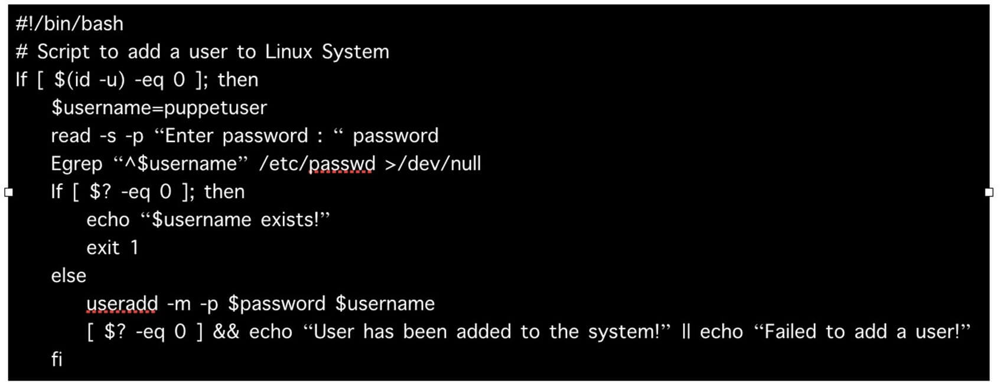 #!/bin/bash
# Script to add a user to Linux System
If [ $(id -u) -eq 0 ]; then
$username=puppetuser
read -s -p “Enter password : “ password
Egrep “^$username” /etc/passwd >/dev/null
If [ $? -eq 0 ]; then
echo “$username exists!”
exit 1
else
useradd -m -p $password $username
[ $? -eq 0 ] && echo “User has been added to the system!” || echo “Failed to add a user!”
fi